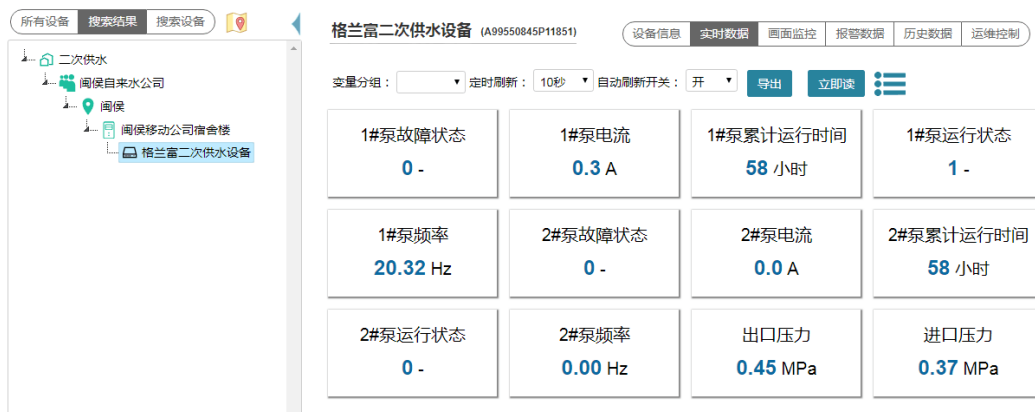 所有设备 搜索结果 搜索设备
二次供水
闽侯自来水公司
闽侯
闽侯移动公司宿舍楼
格兰富二次供水设备
格兰富二次供水设备 (A99550845P11851)
设备信息 实时数据 画面监控 报警数据 历史数据 运维控制
变量分组： 定时刷新： 10秒 自动刷新开关： 开 导出 立即读
1#泵故障状态 1#泵电流 1#泵累计运行时间 1#泵运行状态
0 - 0.3 A 58 小时 1 -
1#泵频率 2#泵故障状态 2#泵电流 2#泵累计运行时间
20.32 Hz 0 - 0.0 A 58 小时
2#泵运行状态 2#泵频率 出口压力 进口压力
0 - 0.00 Hz 0.45 MPa 0.37 MPa